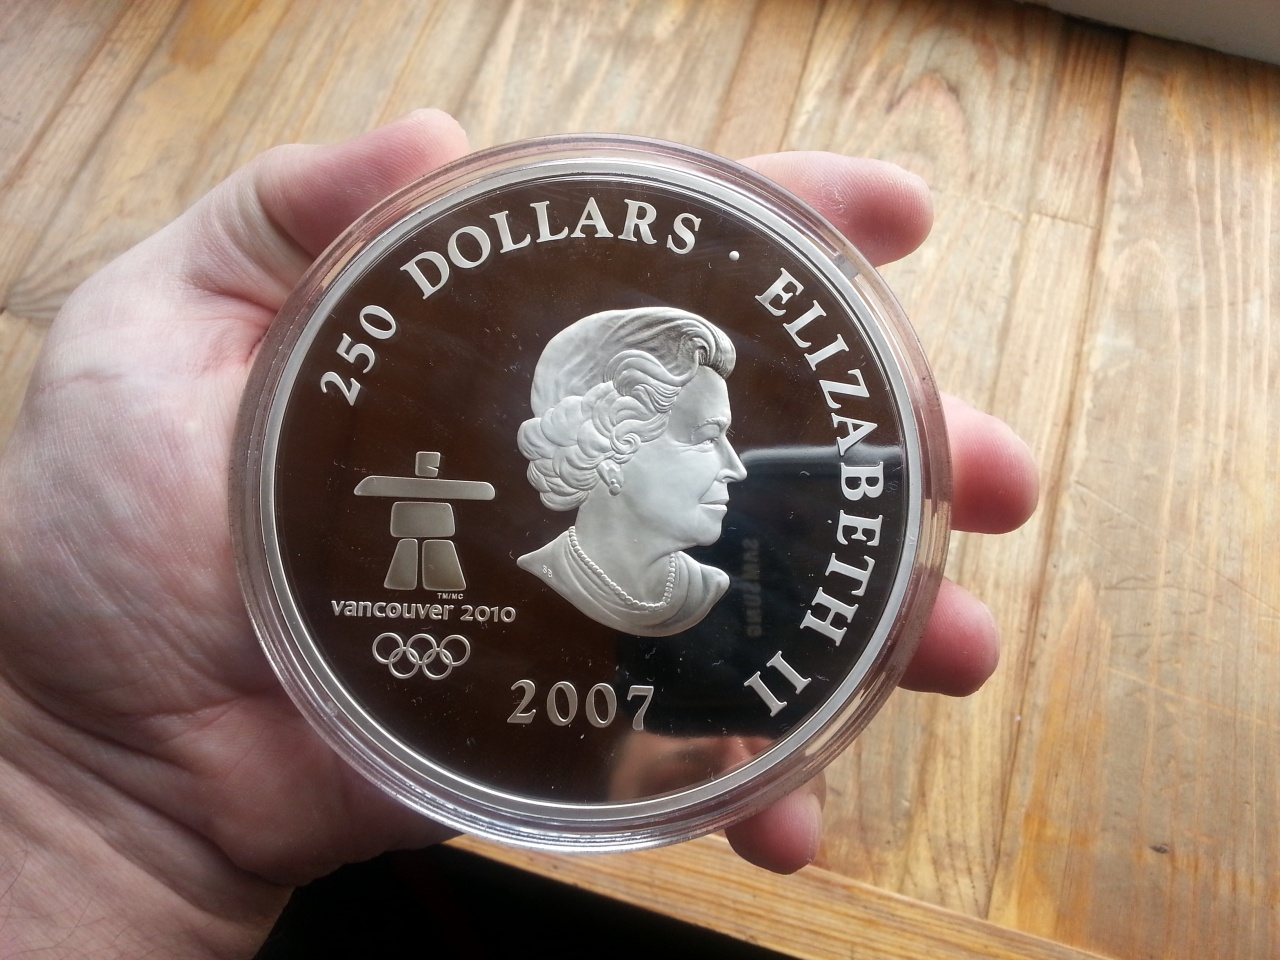 250 DOLLARS · ELIZABETH II
TM/MC
vancouver 2010
2007